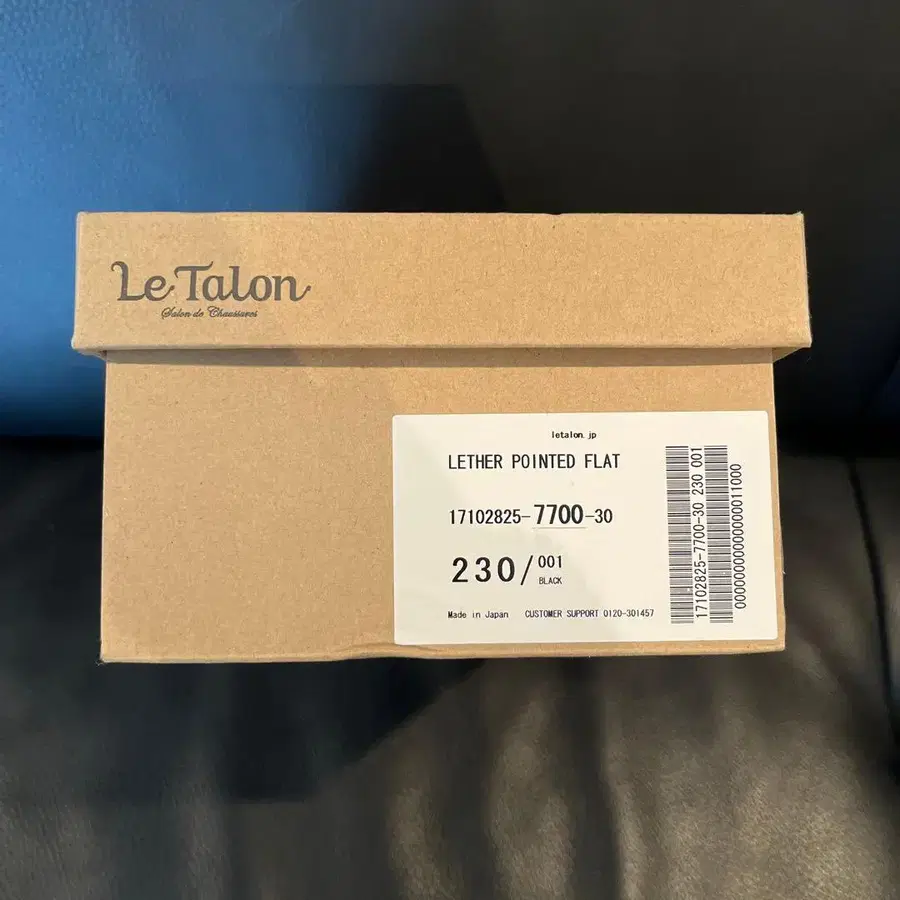 Le Talon
Salon de Chaussures
letalon.jp
LETHER POINTED FLAT
17102825-7700-30
230/001
BLACK
Made in Japan CUSTOMER SUPPORT 0120-301457
17102825-7700-30 230 001